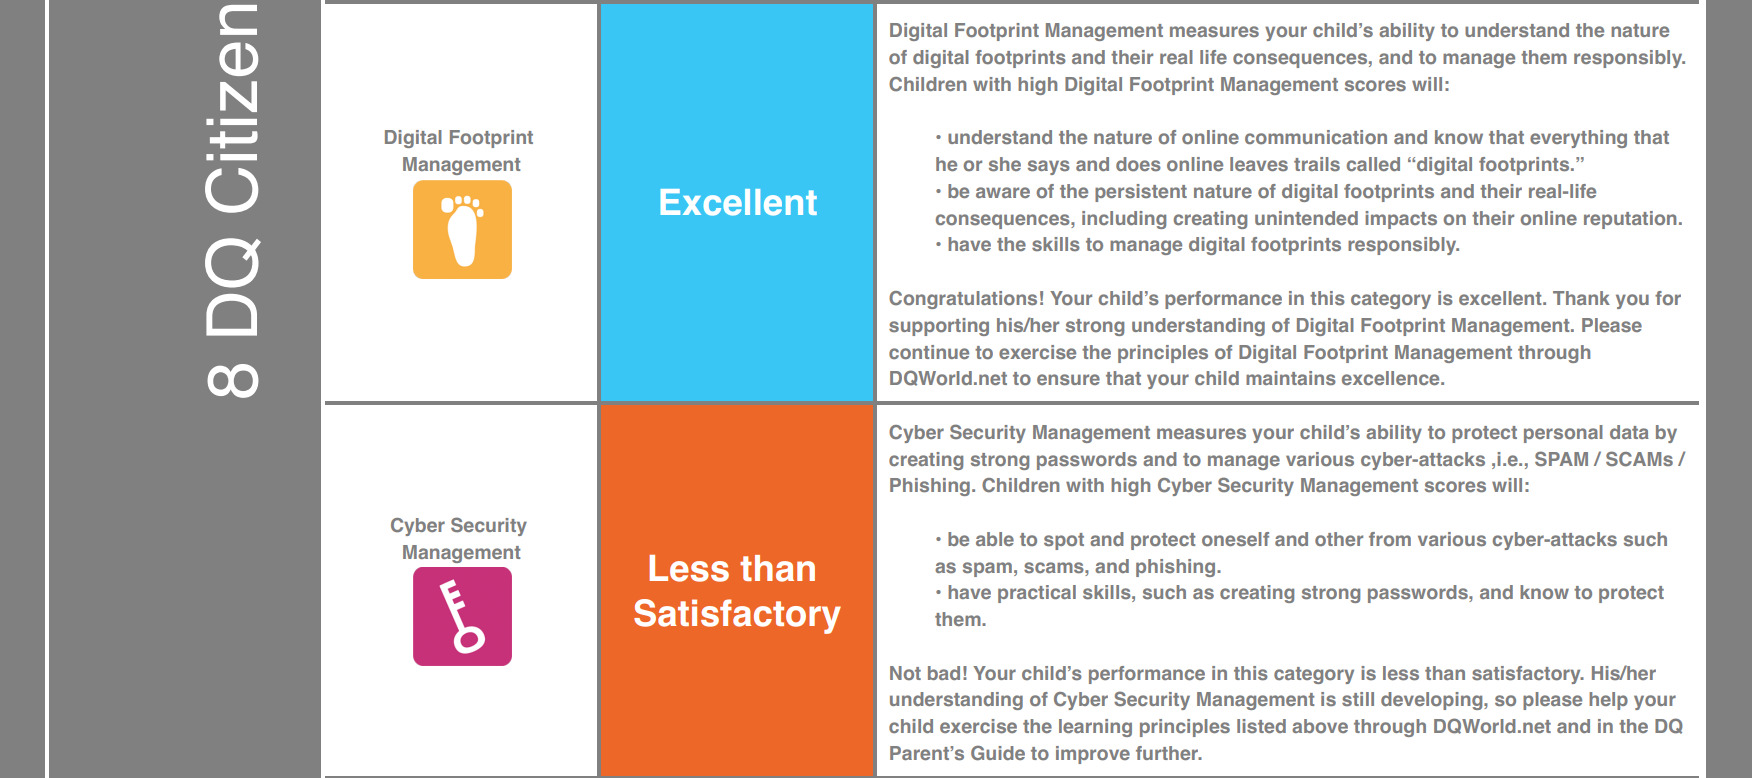 8 DQ Citizen
Digital Footprint
Management
Excellent
Digital Footprint Management measures your child’s ability to understand the nature
of digital footprints and their real life consequences, and to manage them responsibly.
Children with high Digital Footprint Management scores will:
• understand the nature of online communication and know that everything that
he or she says and does online leaves trails called “digital footprints.”
• be aware of the persistent nature of digital footprints and their real-life
consequences, including creating unintended impacts on their online reputation.
• have the skills to manage digital footprints responsibly.
Congratulations! Your child’s performance in this category is excellent. Thank you for
supporting his/her strong understanding of Digital Footprint Management. Please
continue to exercise the principles of Digital Footprint Management through
DQWorld.net to ensure that your child maintains excellence.
Cyber Security
Management
Less than
Satisfactory
Cyber Security Management measures your child’s ability to protect personal data by
creating strong passwords and to manage various cyber-attacks ,i.e., SPAM / SCAMs /
Phishing. Children with high Cyber Security Management scores will:
• be able to spot and protect oneself and other from various cyber-attacks such
as spam, scams, and phishing.
• have practical skills, such as creating strong passwords, and know to protect
them.
Not bad! Your child’s performance in this category is less than satisfactory. His/her
understanding of Cyber Security Management is still developing, so please help your
child exercise the learning principles listed above through DQWorld.net and in the DQ
Parent’s Guide to improve further.